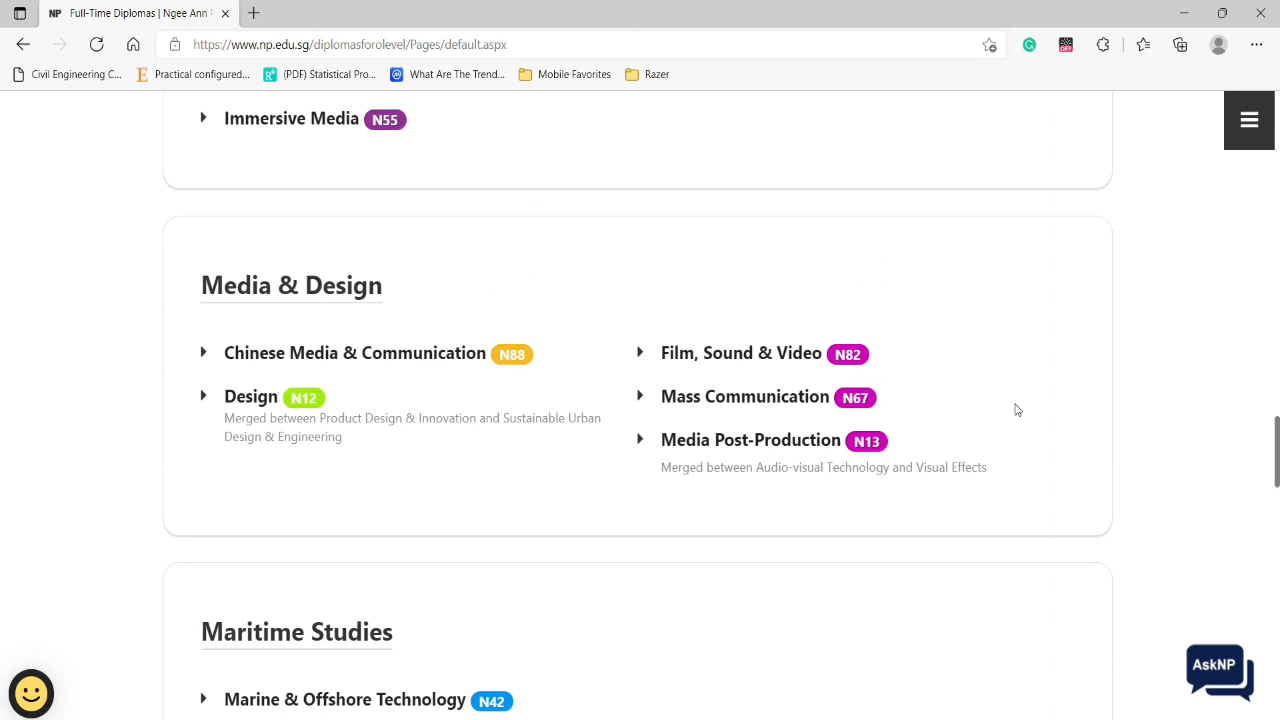 NP Full-Time Diplomas | Ngee Ann P
https://www.np.edu.sg/diplomasforolevel/Pages/default.aspx
OFF
Civil Engineering C...
Practical configured...
(PDF) Statistical Pro...
What Are The Trend...
Mobile Favorites
Razer
Immersive Media N55
Media & Design
Chinese Media & Communication N88
Design N12
Merged between Product Design & Innovation and Sustainable Urban
Design & Engineering
Film, Sound & Video N82
Mass Communication N67
Media Post-Production N13
Merged between Audio-visual Technology and Visual Effects
Maritime Studies
Marine & Offshore Technology N42
AskNP